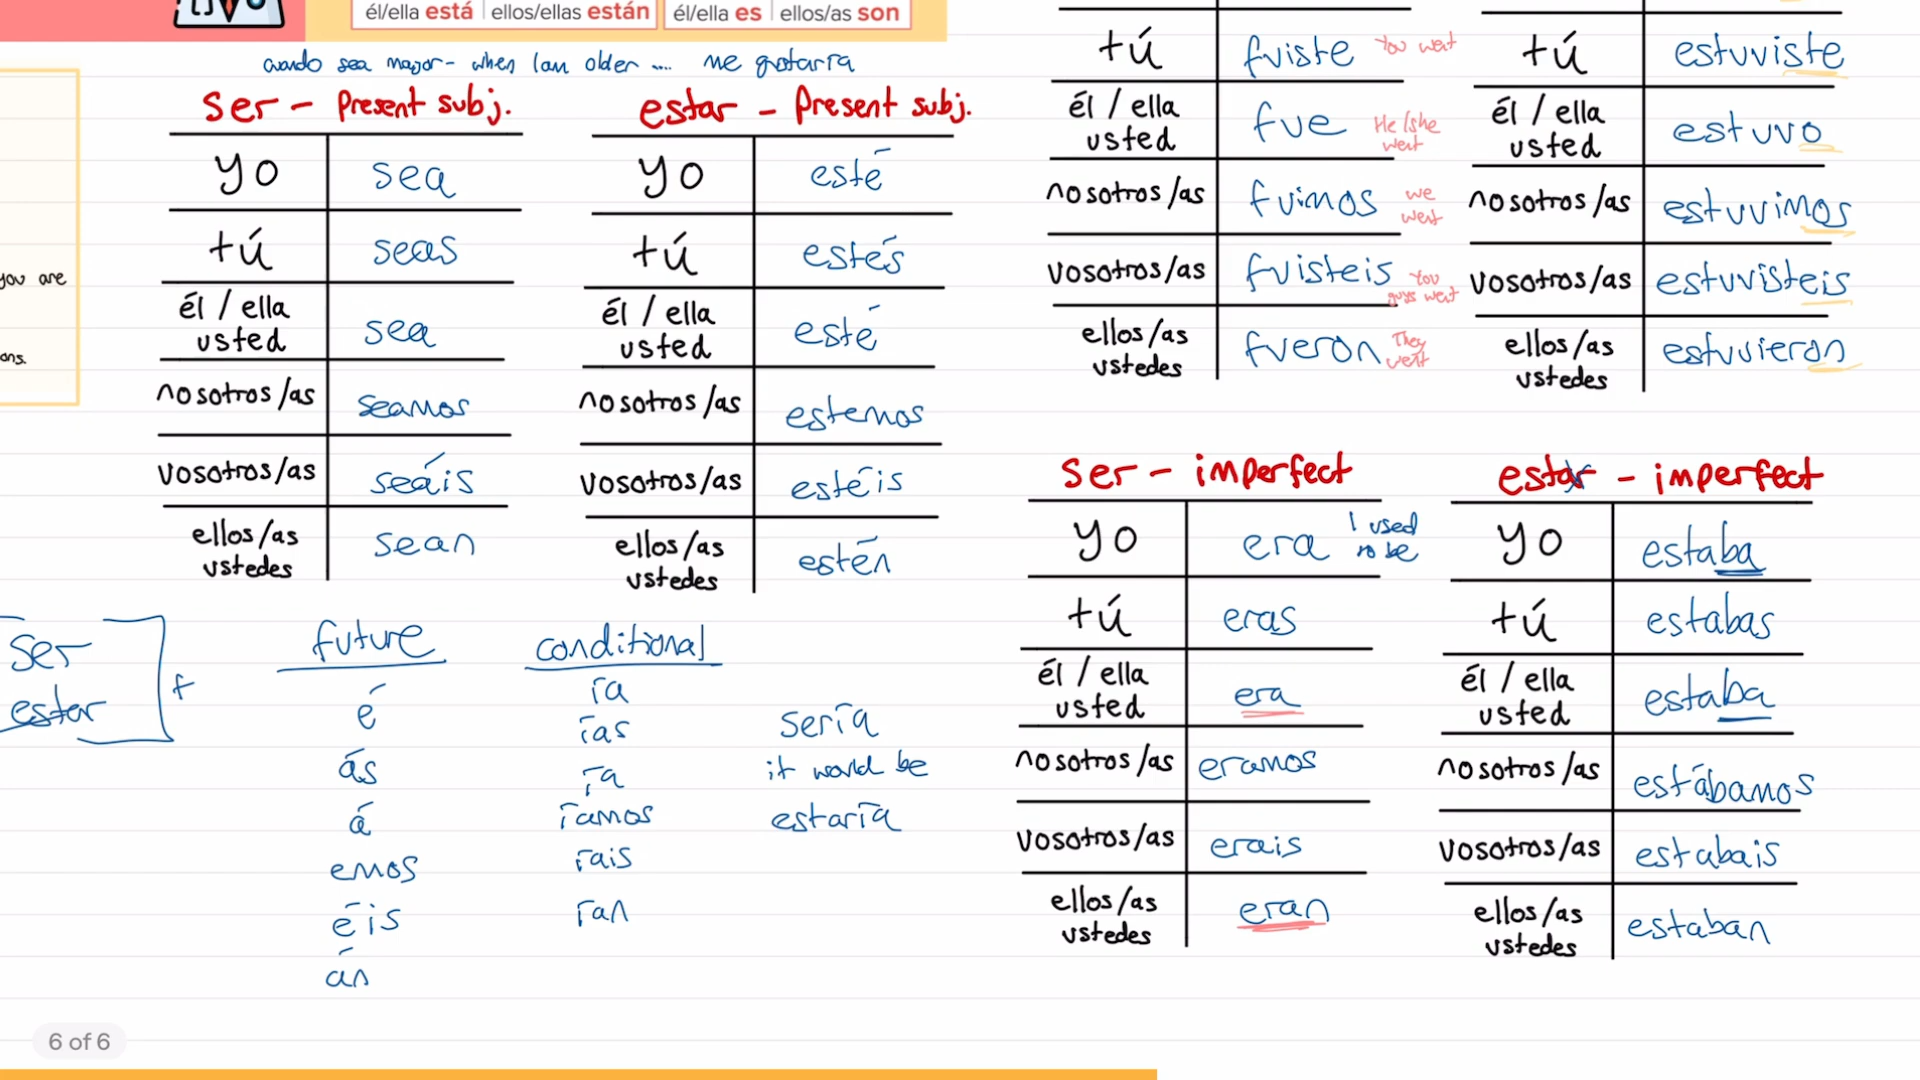 él/ella está | ellos/ellas están
él/ella es | ellos/as son
cuando sea mayor - when I am older .... me gustaría
ser - Present subj.
yo sea
tú seas
él / ella usted sea
nosotros/as seamos
vosotros/as seáis
ellos/as ustedes sean
estar - Present subj.
yo esté
tú estés
él / ella usted esté
nosotros/as estemos
vosotros/as estéis
ellos/as ustedes estén
you are
ons.
ser
estar
+
future
é
ás
á
emos
éis
án
conditional
ía
ías
ía
íamos
íais
ían
sería
it would be
estaría
tú fuiste You went
él / ella usted fue He/she went
nosotros/as fuimos we went
vosotros/as fuisteis You guys went
ellos/as ustedes fueron They went
tú estuviste
él / ella usted estuvo
nosotros/as estuvimos
vosotros/as estuvisteis
ellos/as ustedes estuvieron
ser - imperfect
yo era I used to be
tú eras
él / ella usted era
nosotros/as eramos
vosotros/as erais
ellos/as ustedes eran
estar - imperfect
yo estaba
tú estabas
él / ella usted estaba
nosotros/as estábamos
vosotros/as estabais
ellos/as ustedes estaban
6 of 6